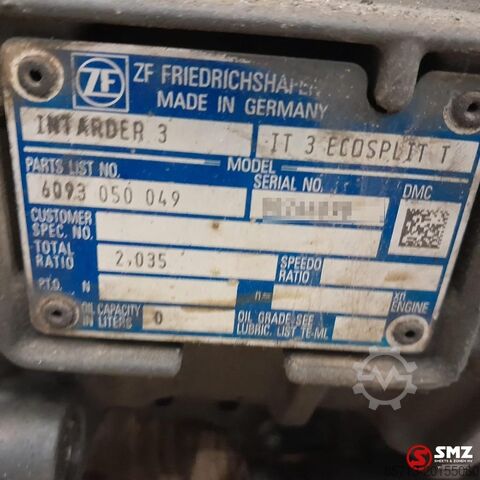 ZF
ZF FRIEDRICHSHAFEN
MADE IN GERMANY
INTARDER 3 IT 3 ECOSPLIT T
MODEL
PARTS LIST NO. SERIAL NO. DMC
6093 050 049
CUSTOMER SPEC. NO.
TOTAL RATIO 2,035 SPEEDO RATIO
P.T.O. N n= xn ENGINE
OIL CAPACITY IN LITERS 0 OIL GRADE SEE LUBRIC. LIST TE-ML
SMZ